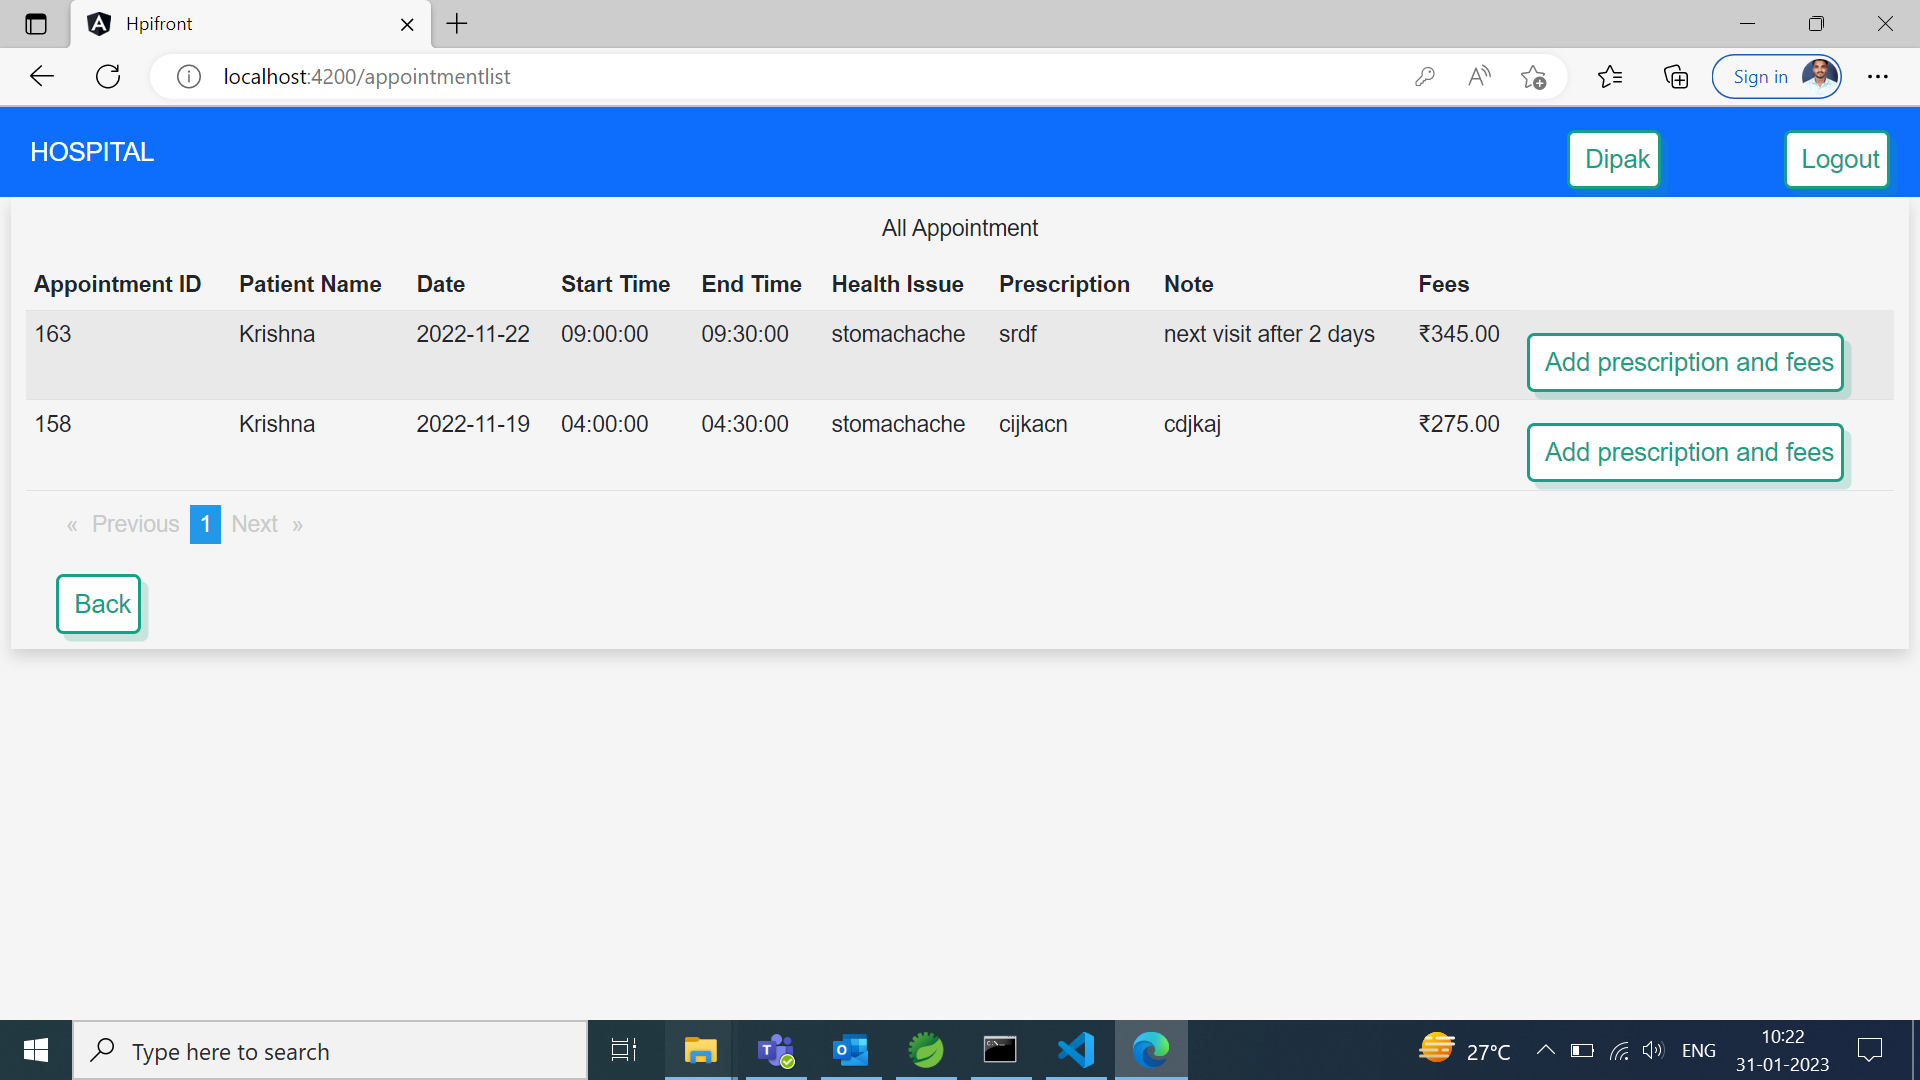 Hpifront
localhost:4200/appointmentlist
Sign in
HOSPITAL
Dipak
Logout
All Appointment
Appointment ID Patient Name Date Start Time End Time Health Issue Prescription Note Fees
163 Krishna 2022-11-22 09:00:00 09:30:00 stomachache srdf next visit after 2 days ₹345.00 Add prescription and fees
158 Krishna 2022-11-19 04:00:00 04:30:00 stomachache cijkacn cdjkaj ₹275.00 Add prescription and fees
« Previous 1 Next »
Back
Type here to search
27°C
ENG
10:22
31-01-2023